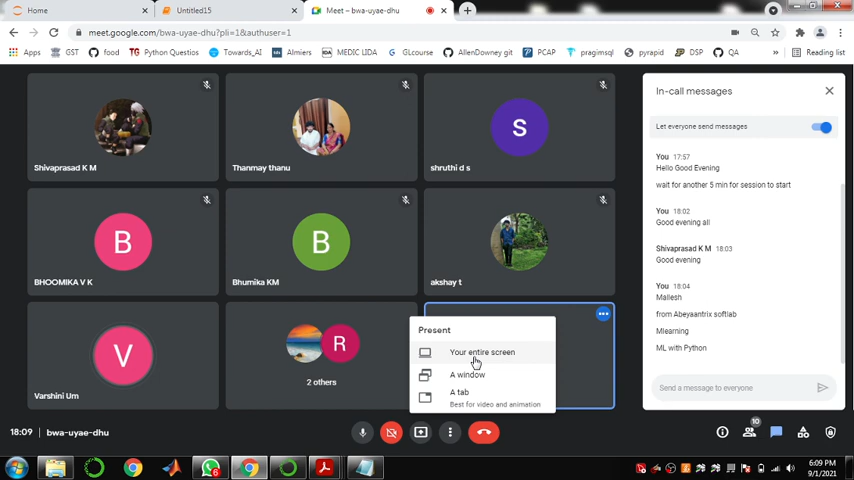 Home
Untitled15
Meet – bwa-uyae-dhu
meet.google.com/bwa-uyae-dhu?pli=1&authuser=1
Apps
GST
food
TG Python Questions
Towards_AI
Almiers
IDA MEDIC LIDA
GLcourse
AllenDowney git
PCAP
pragimsql
pyrapid
DSP
QA
Reading list
Shivaprasad K M
Thanmay thanu
S
shruthi d s
B
BHOOMIKA V K
B
Bhumika KM
akshay t
V
Varshini Um
R
2 others
Present
Your entire screen
A window
A tab
Best for video and animation
In-call messages
Let everyone send messages
You 17:57
Hello Good Evening
wait for another 5 min for session to start
You 18:02
Good evening all
Shivaprasad K M 18:03
Good evening
You 18:04
Mallesh
from Abeyaantrix softlab
Mlearning
ML with Python
Send a message to everyone
18:09 | bwa-uyae-dhu
10
6
6:09 PM
9/1/2021